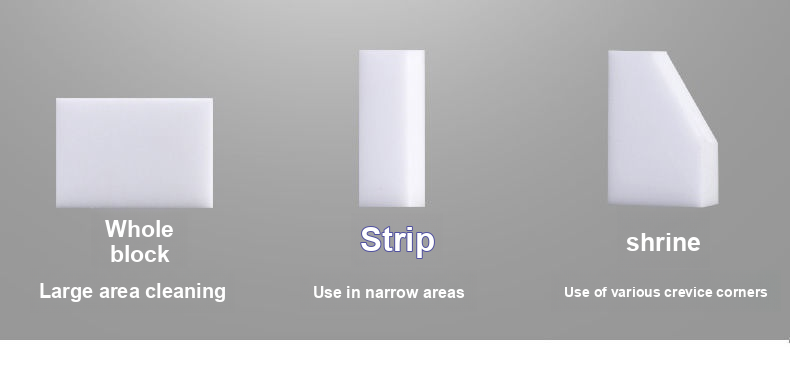 Whole
block
Strip
shrine
Large area cleaning
Use in narrow areas
Use of various crevice corners